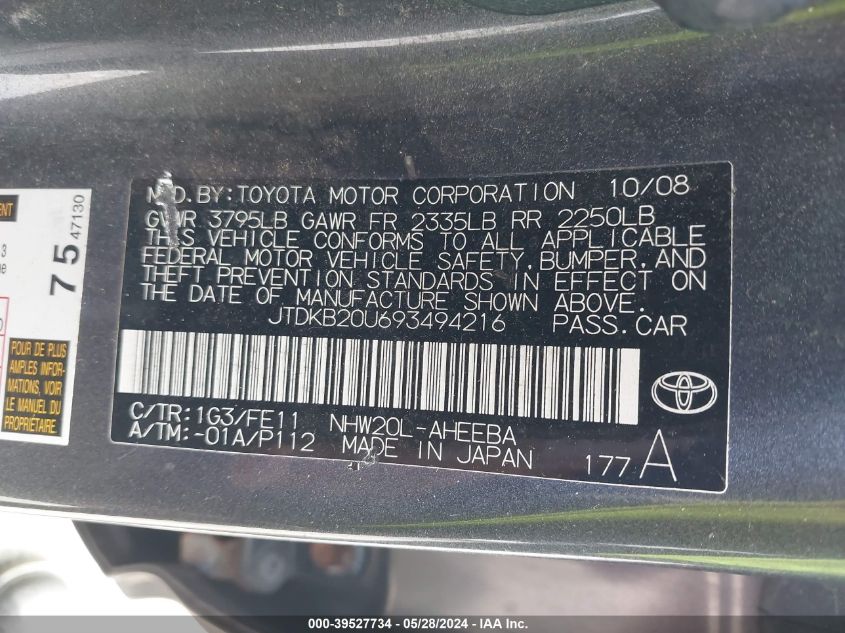 MFD.BY:TOYOTA MOTOR CORPORATION 10/08
GVWR 3795LB GAWR FR 2335LB RR 2250LB
THIS VEHICLE CONFORMS TO ALL APPLICABLE
FEDERAL MOTOR VEHICLE SAFETY, BUMPER, AND
THEFT PREVENTION STANDARDS IN EFFECT ON
THE DATE OF MANUFACTURE SHOWN ABOVE.
JTDKB20U693494216 PASS.CAR
C/TR:1G3/FE11 NHW20L-AHEEBA
A/TM:-01A/P112 MADE IN JAPAN 177A
75 47130
POUR DE PLUS
AMPLES INFOR-
MATIONS, VOIR
LE MANUEL DU
PROPRIÉTAIRE
000-39527734 - 05/28/2024 - IAA Inc.